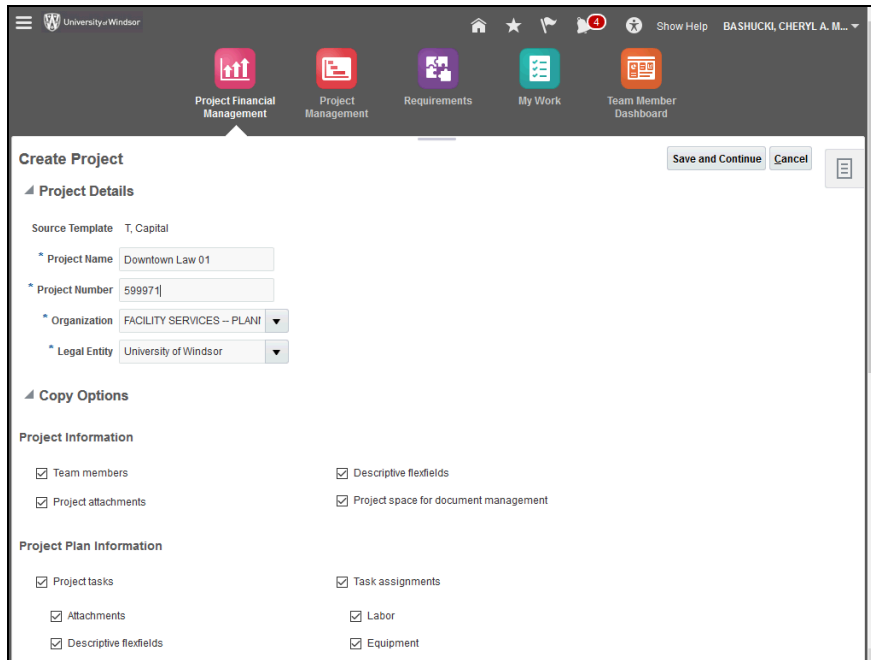 University of Windsor
4
Show Help BASHUCKI, CHERYL A. M...
Project Financial Management
Project Management
Requirements
My Work
Team Member Dashboard
Create Project
Save and Continue Cancel
Project Details
Source Template T, Capital
* Project Name Downtown Law 01
* Project Number 599971
* Organization FACILITY SERVICES -- PLANN
* Legal Entity University of Windsor
Copy Options
Project Information
Team members Descriptive flexfields
Project attachments Project space for document management
Project Plan Information
Project tasks Task assignments
Attachments Labor
Descriptive flexfields Equipment